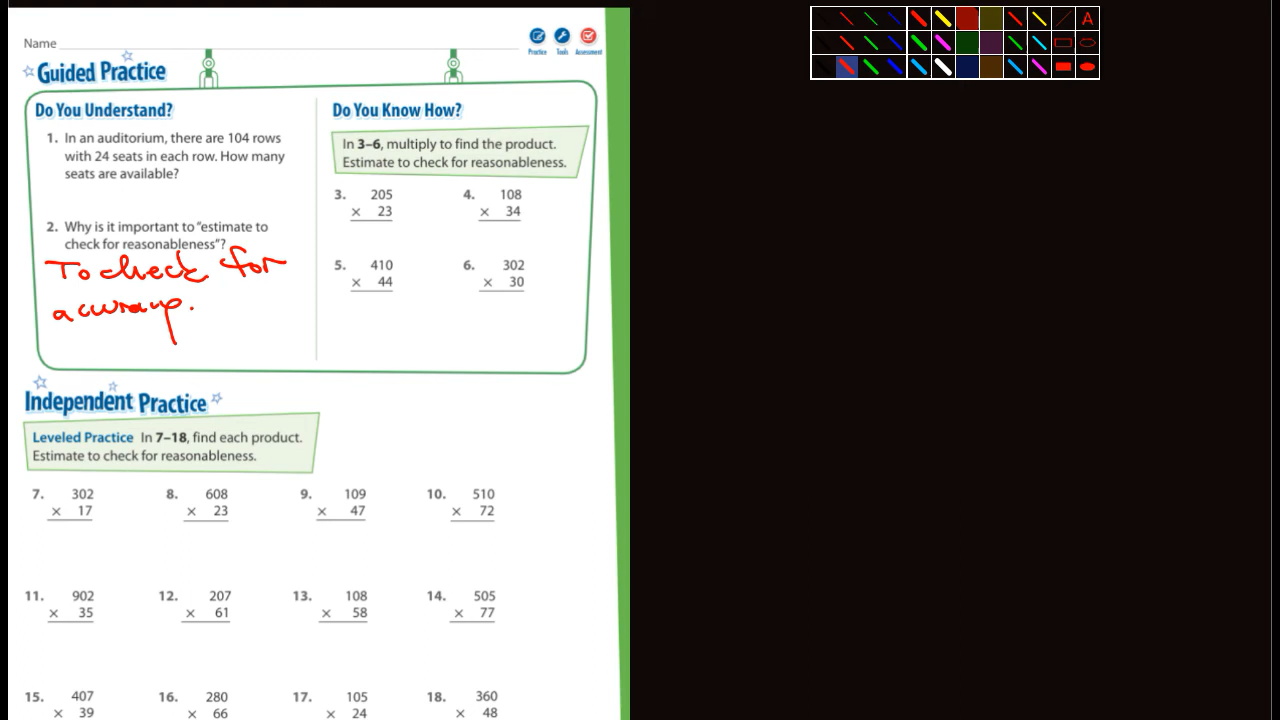 Name
Practice Tools Assessment
Guided Practice
Do You Understand?
1. In an auditorium, there are 104 rows
with 24 seats in each row. How many
seats are available?
2. Why is it important to "estimate to
check for reasonableness"?
To check for
accuracy.
Do You Know How?
In 3–6, multiply to find the product.
Estimate to check for reasonableness.
3. 205 4. 108
× 23 × 34
5. 410 6. 302
× 44 × 30
Independent Practice
Leveled Practice In 7–18, find each product.
Estimate to check for reasonableness.
7. 302 8. 608 9. 109 10. 510
× 17 × 23 × 47 × 72
11. 902 12. 207 13. 108 14. 505
× 35 × 61 × 58 × 77
15. 407 16. 280 17. 105 18. 360
× 39 × 66 × 24 × 48
A